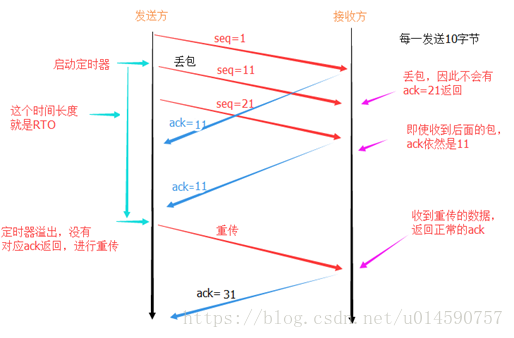 发送方
接收方
每一发送10字节
seq=1
丢包
启动定时器
seq=11
丢包，因此不会有
ack=21返回
这个时间长度
就是RTO
seq=21
ack=11
即使收到后面的包，
ack依然是11
ack=11
定时器溢出，没有
对应ack返回，进行重传
重传
收到重传的数据，
返回正常的ack
ack= 31
https://blog.csdn.net/u014590757